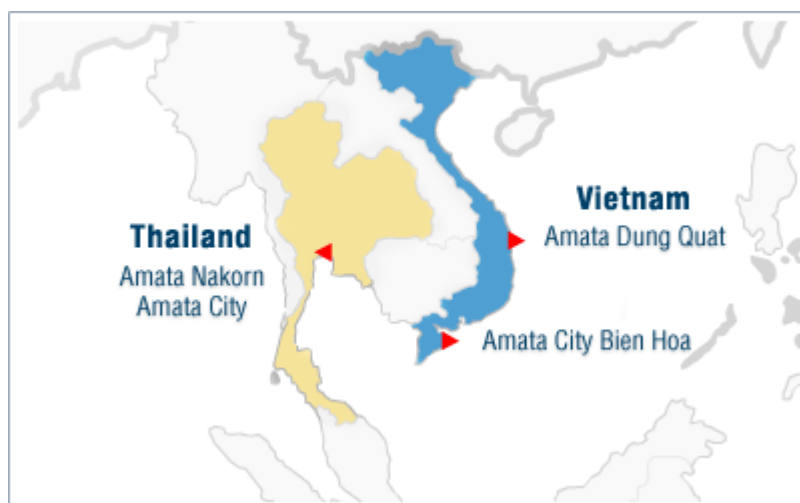 Thailand
Amata Nakorn
Amata City
Vietnam
Amata Dung Quat
Amata City Bien Hoa